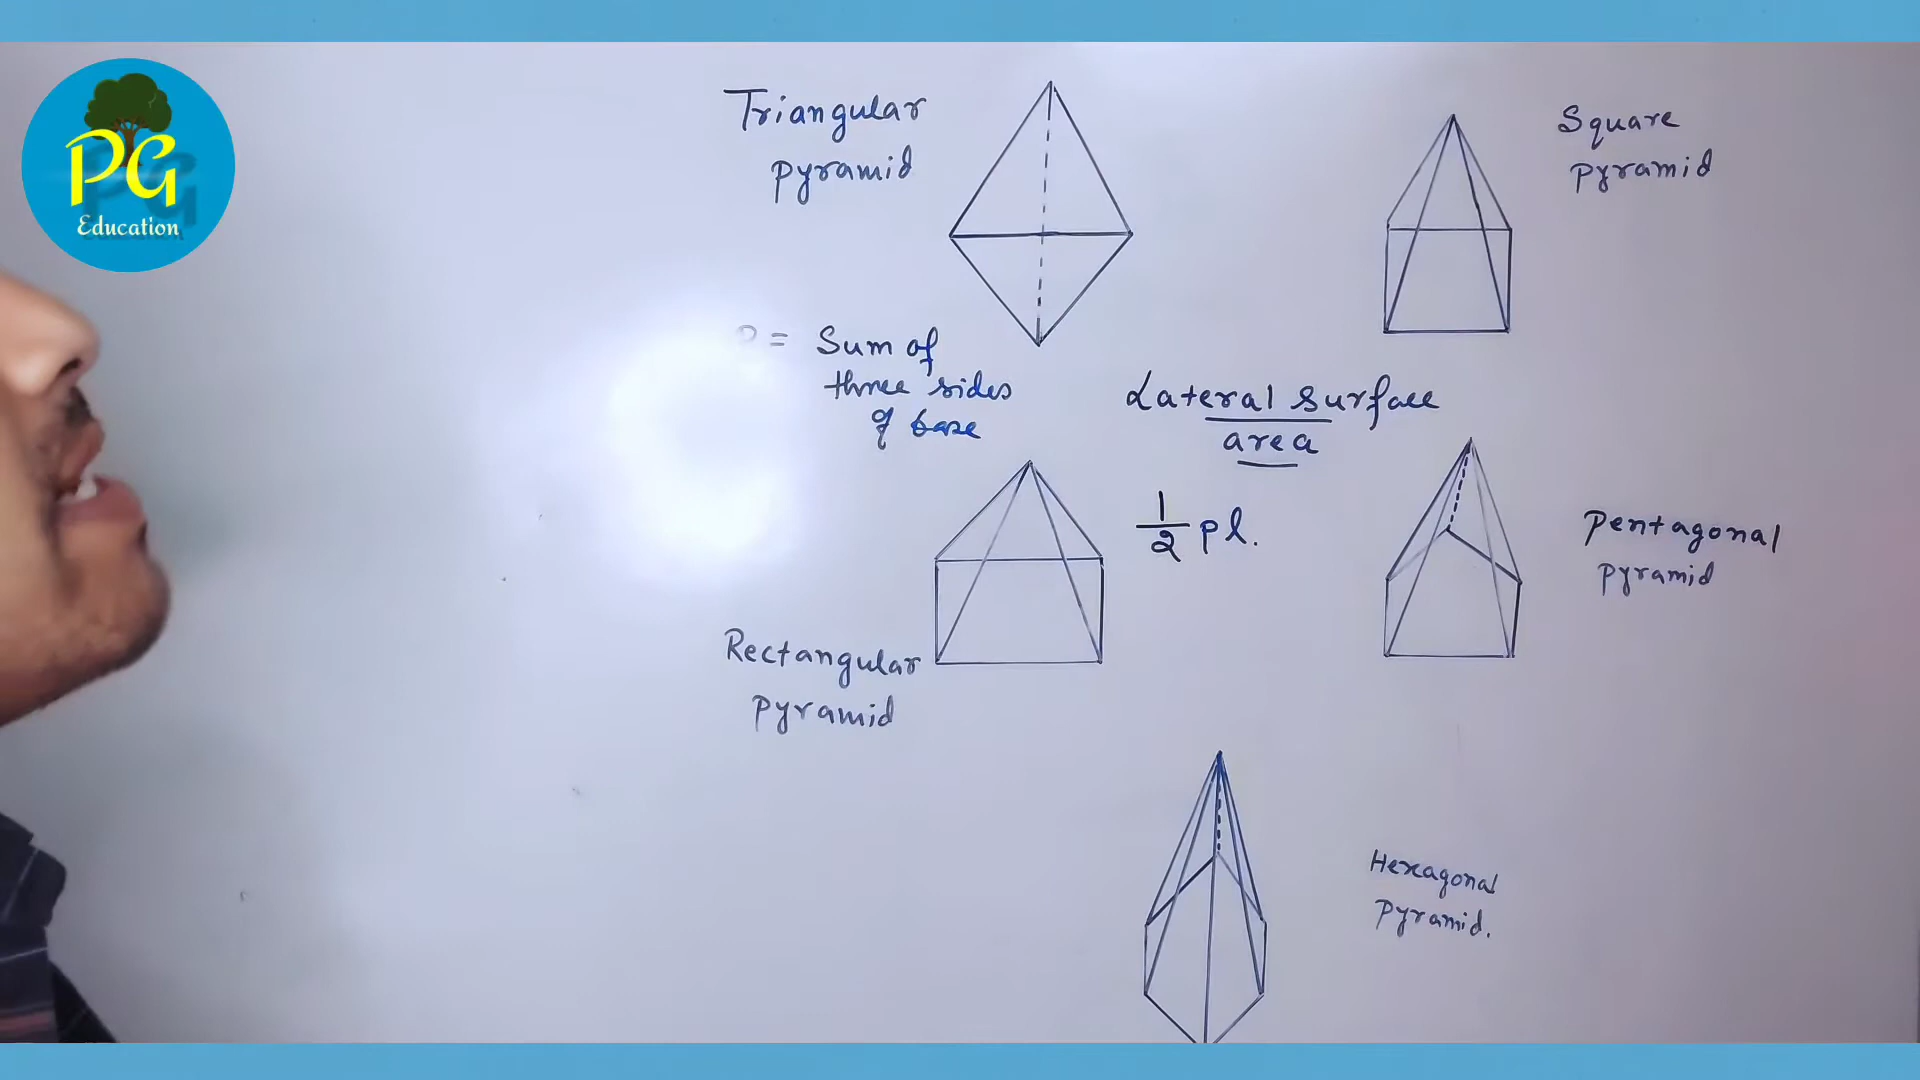 PG
Education
Triangular
pyramid
Square
pyramid
P = Sum of
three sides
of base
Lateral surface
area
1/2 pl.
Pentagonal
pyramid
Rectangular
pyramid
Hexagonal
pyramid.